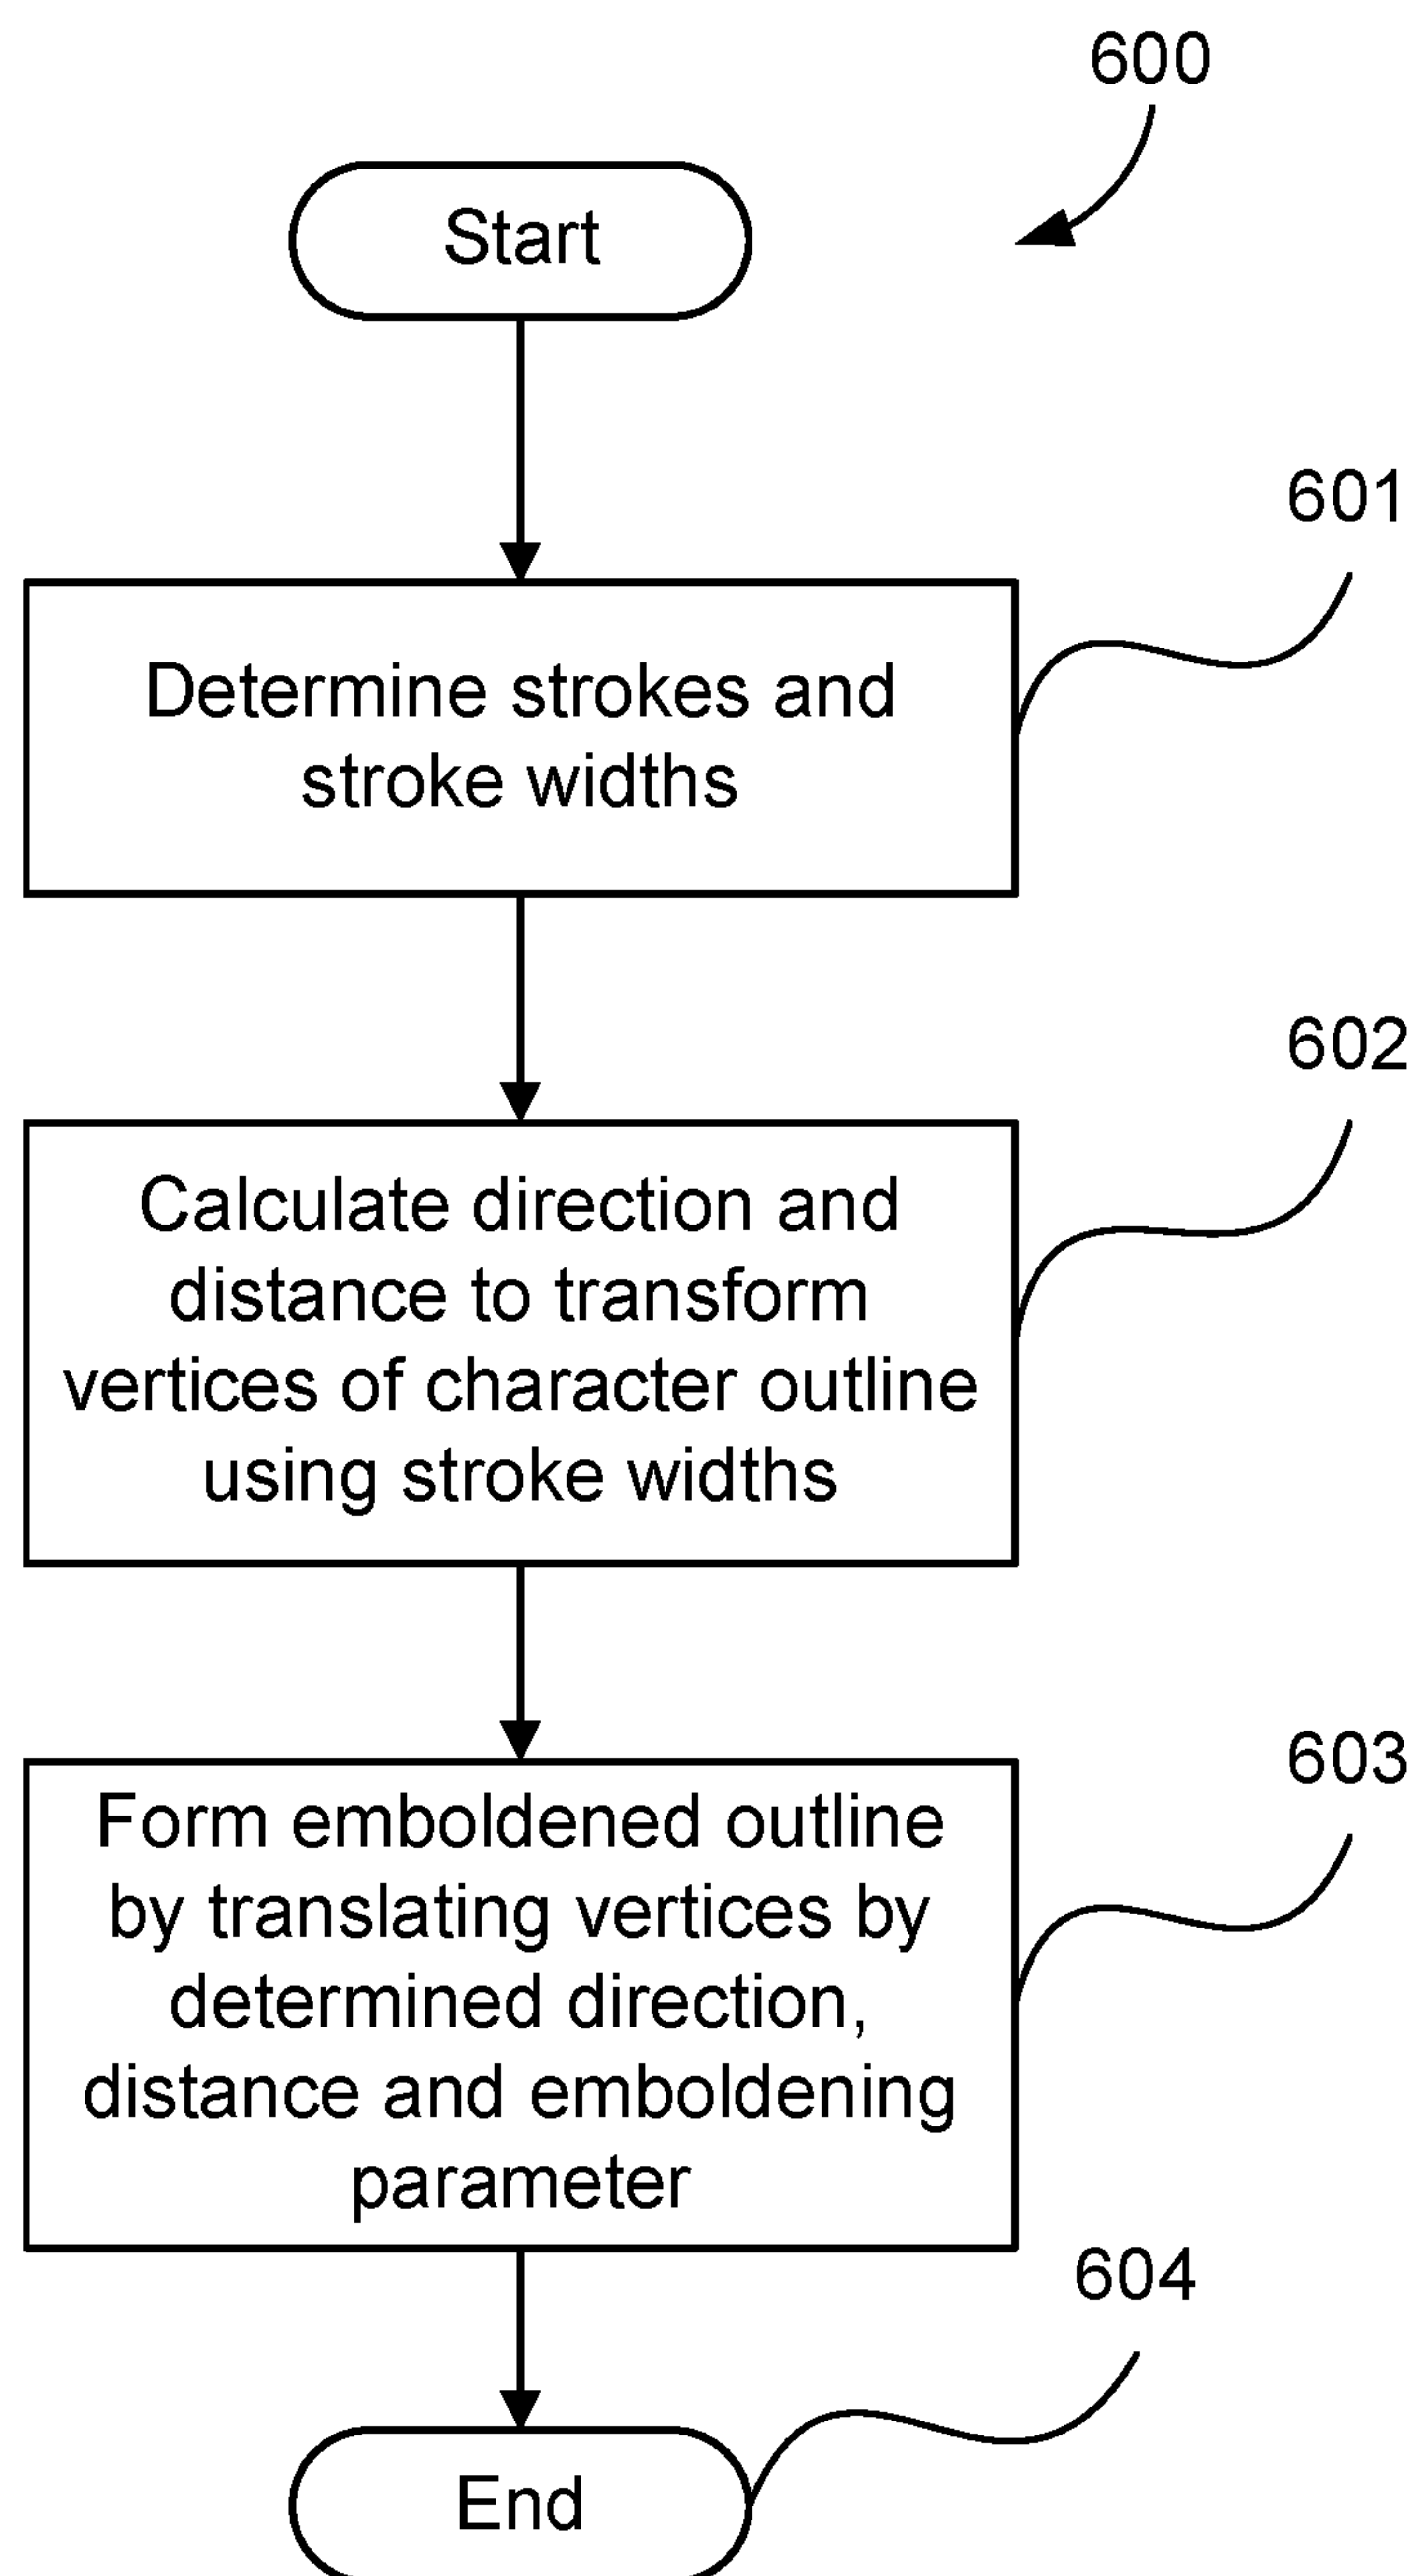 600
Start
601
Determine strokes and
stroke widths
602
Calculate direction and
distance to transform
vertices of character outline
using stroke widths
603
Form emboldened outline
by translating vertices by
determined direction,
distance and emboldening
parameter
604
End